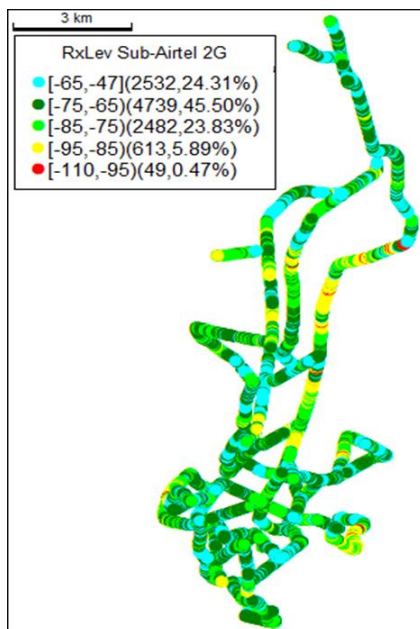 3 km
RxLev Sub-Airtel 2G
[-65,-47](2532,24.31%)
[-75,-65)(4739,45.50%)
[-85,-75)(2482,23.83%)
[-95,-85)(613,5.89%)
[-110,-95)(49,0.47%)